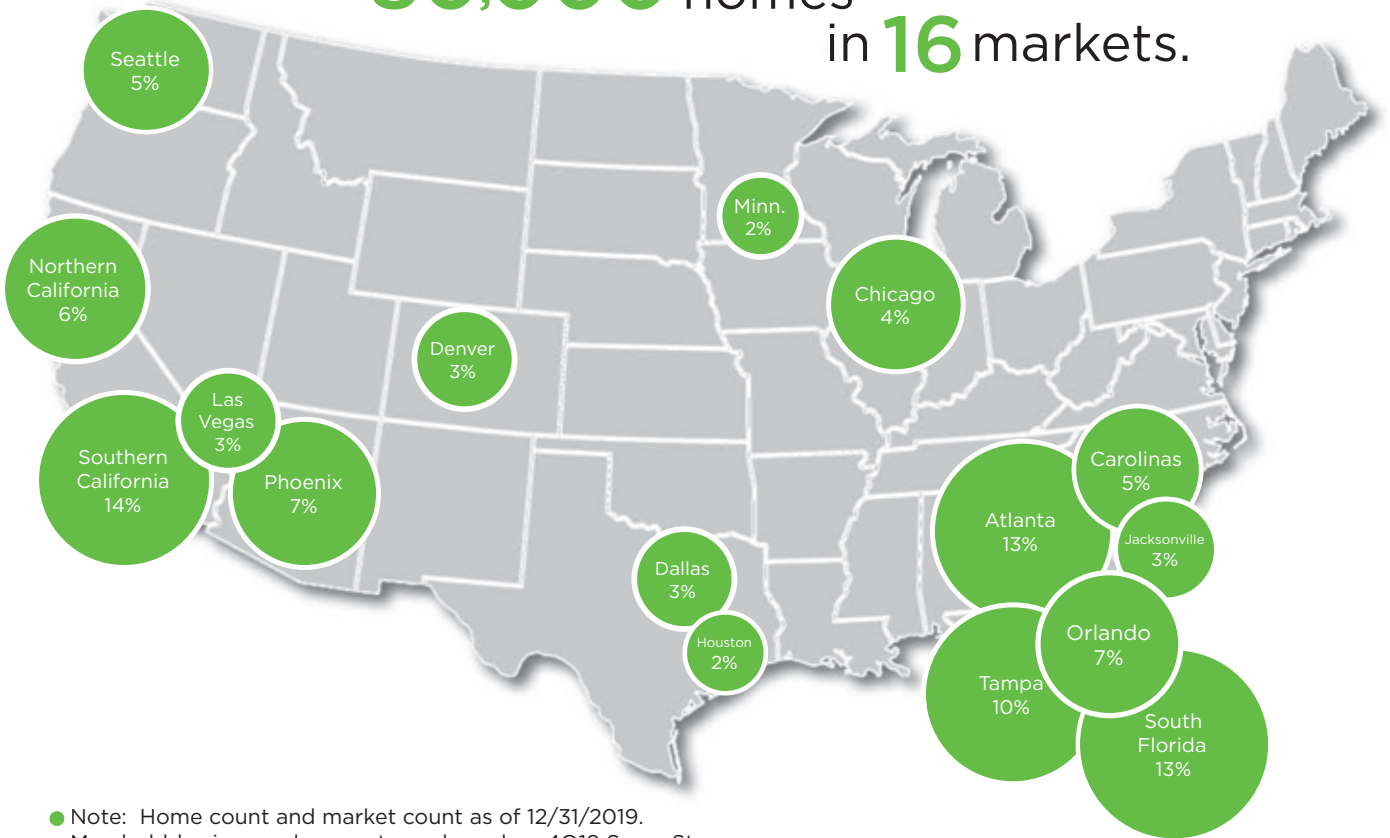 homes
in 16 markets.
Seattle
5%
Minn.
2%
Northern
California
6%
Chicago
4%
Denver
3%
Las
Vegas
3%
Southern
California
14%
Phoenix
7%
Carolinas
5%
Atlanta
13%
Jacksonville
3%
Dallas
3%
Houston
2%
Orlando
7%
Tampa
10%
South
Florida
13%
Note: Home count and market count as of 12/31/2019.